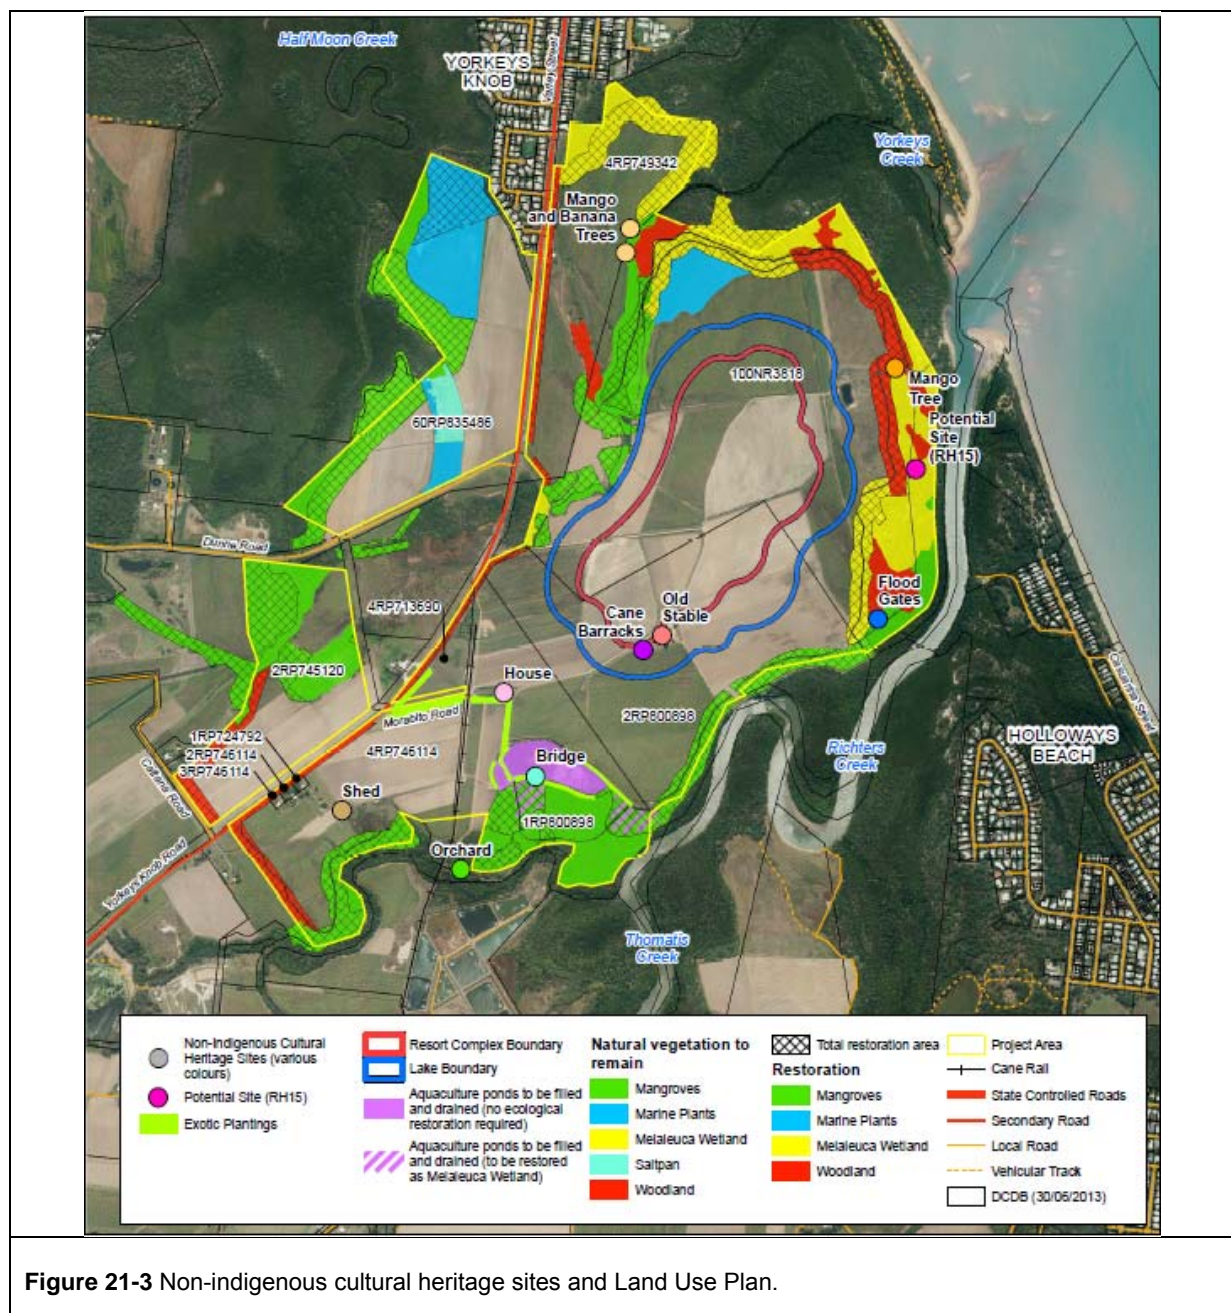 Half Moon Creek
YORKEYS
KNOB
Varley Street
Yorkeys
Creek
4RP749342
Mango
and Banana
Trees
100NR3818
Mango
Tree
Potential
Site
(RH15)
60RP835486
Dunne Road
Flood
Gates
4RP713690
Old
Stable
Cane
Barracks
House
2RP745120
Morabito Road
2RP800898
1RP724792
2RP746114
3RP746114
4RP746114
Cattana Road
Richters
Creek
HOLLOWAYS
BEACH
Bridge
Shed
1RP800898
Orchard
Yorkeys Knob Road
Thomatis
Creek
Non-Indigenous Cultural
Heritage Sites (various
colours)
Potential Site (RH15)
Exotic Plantings
Resort Complex Boundary
Lake Boundary
Aquaculture ponds to be filled
and drained (no ecological
restoration required)
Aquaculture ponds to be filled
and drained (to be restored
as Melaleuca Wetland)
Natural vegetation to
remain
Mangroves
Marine Plants
Melaleuca Wetland
Saltpan
Woodland
Total restoration area
Restoration
Mangroves
Marine Plants
Melaleuca Wetland
Woodland
Project Area
Cane Rail
State Controlled Roads
Secondary Road
Local Road
Vehicular Track
DCDB (30/06/2013)
Figure 21-3 Non-indigenous cultural heritage sites and Land Use Plan.